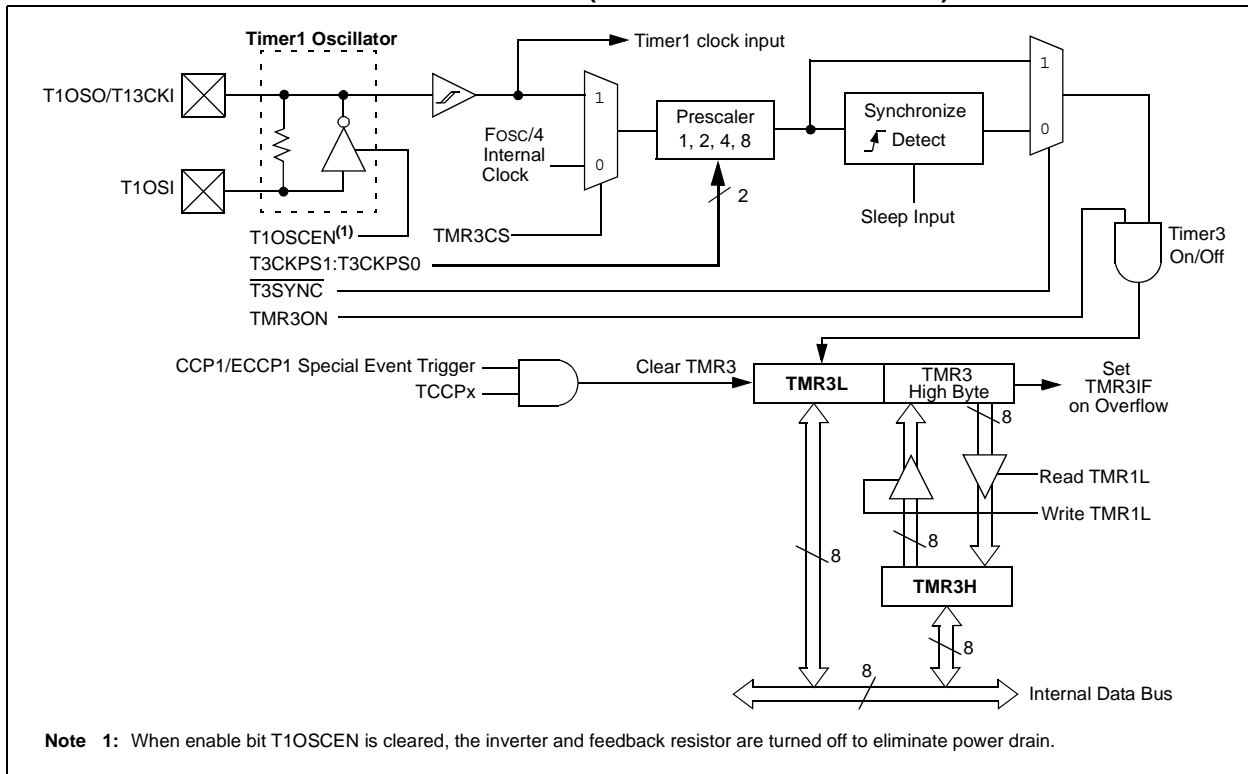 Timer1 Oscillator
Timer1 clock input
T1OSO/T13CKI
1
1
FOSC/4
Internal
Clock
0
Prescaler
1, 2, 4, 8
Synchronize
Detect
0
T1OSI
2
Sleep Input
T1OSCEN(1)
TMR3CS
Timer3
On/Off
T3CKPS1:T3CKPS0
T3SYNC
TMR3ON
CCP1/ECCP1 Special Event Trigger
TCCPx
Clear TMR3
TMR3L
TMR3
High Byte
Set
TMR3IF
on Overflow
8
Read TMR1L
Write TMR1L
8
8
TMR3H
8
8
Internal Data Bus
Note 1: When enable bit T1OSCEN is cleared, the inverter and feedback resistor are turned off to eliminate power drain.